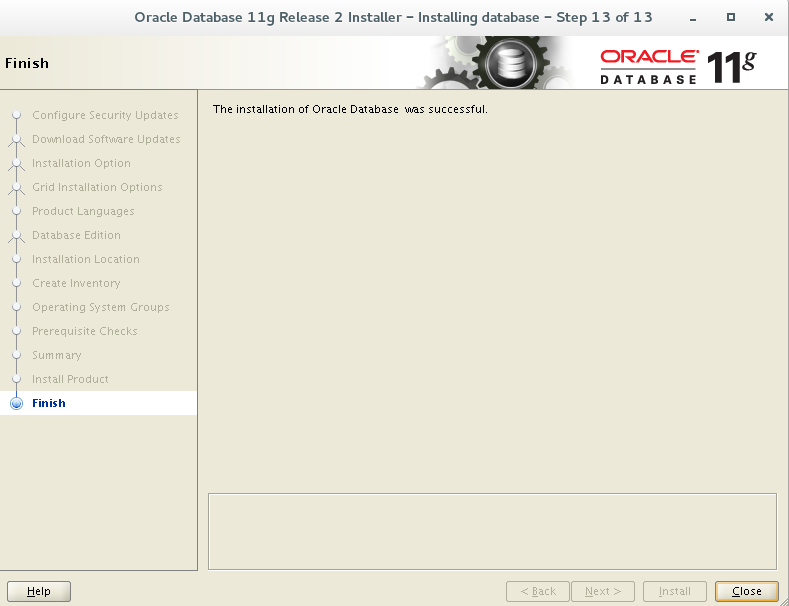 Oracle Database 11g Release 2 Installer - Installing database - Step 13 of 13
Finish
ORACLE
DATABASE
11g
Configure Security Updates
Download Software Updates
Installation Option
Grid Installation Options
Product Languages
Database Edition
Installation Location
Create Inventory
Operating System Groups
Prerequisite Checks
Summary
Install Product
Finish
The installation of Oracle Database  was successful.
Help
< Back
Next >
Install
Close